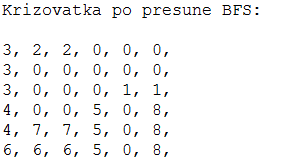 Krizovatka po presune BFS:
3, 2, 2, 0, 0, 0,
3, 0, 0, 0, 0, 0,
3, 0, 0, 0, 1, 1,
4, 0, 0, 5, 0, 8,
4, 7, 7, 5, 0, 8,
6, 6, 6, 5, 0, 8,